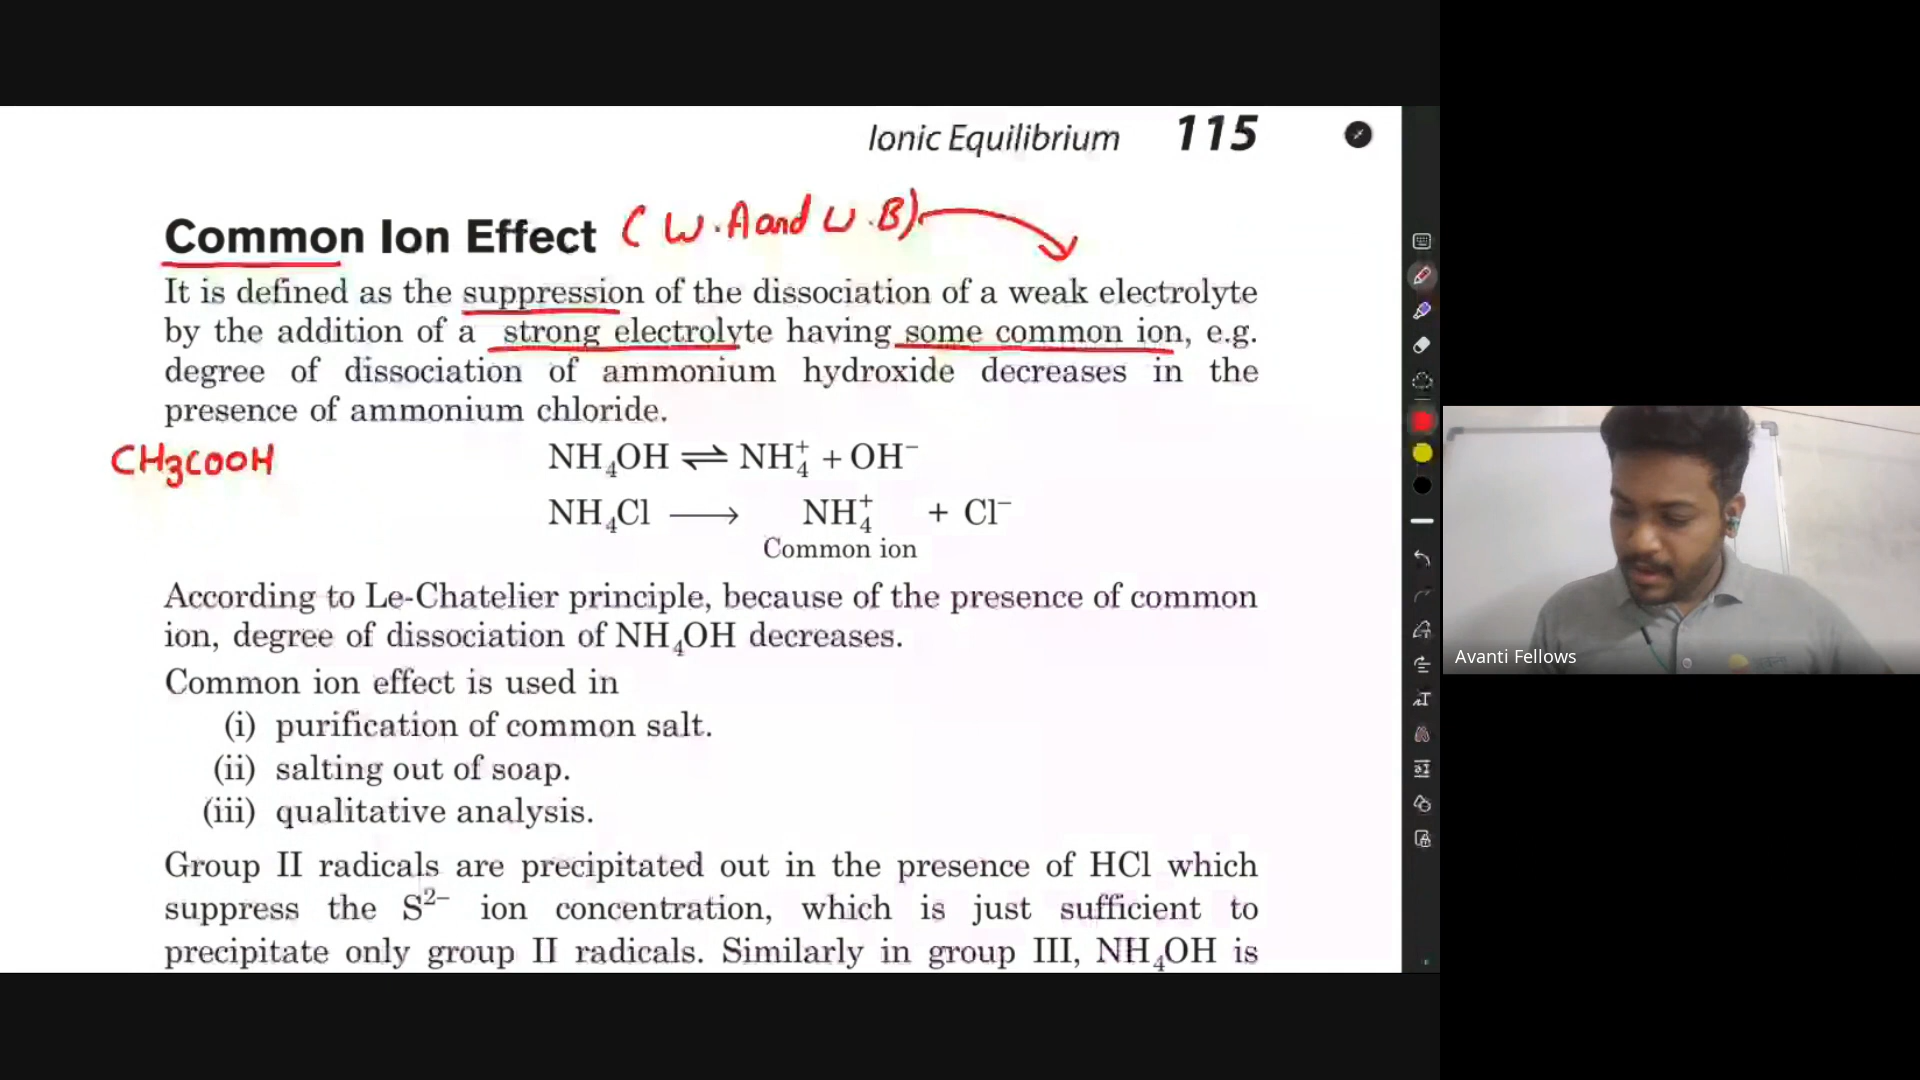 Ionic Equilibrium 115
Common Ion Effect (W.A and W.B)
It is defined as the suppression of the dissociation of a weak electrolyte
by the addition of a strong electrolyte having some common ion, e.g.
degree of dissociation of ammonium hydroxide decreases in the
presence of ammonium chloride.
CH3COOH
NH₄OH ⇌ NH₄⁺ + OH⁻
NH₄Cl ⟶ NH₄⁺ + Cl⁻
Common ion
According to Le-Chatelier principle, because of the presence of common
ion, degree of dissociation of NH₄OH decreases.
Common ion effect is used in
(i) purification of common salt.
(ii) salting out of soap.
(iii) qualitative analysis.
Group II radicals are precipitated out in the presence of HCl which
suppress the S²⁻ ion concentration, which is just sufficient to
precipitate only group II radicals. Similarly in group III, NH₄OH is
Avanti Fellows